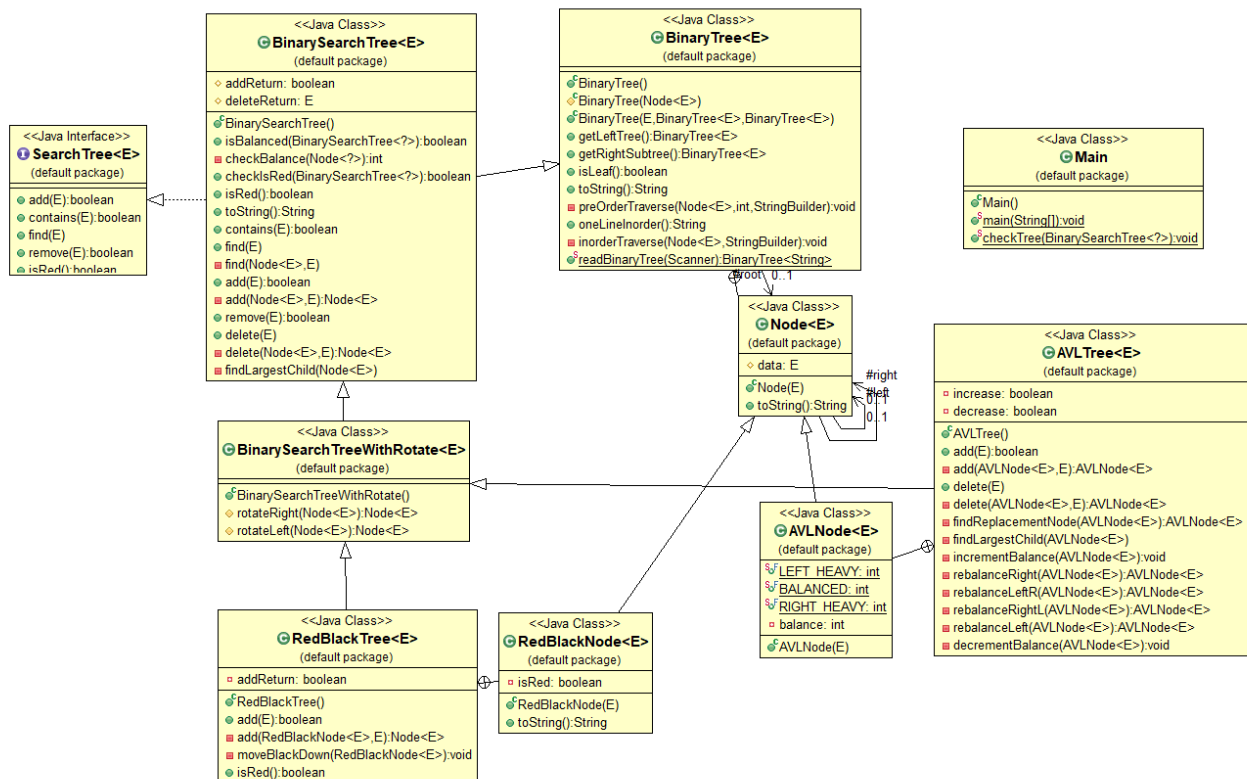 <<Java Class>>
BinarySearchTree<E>
(default package)
addReturn: boolean
deleteReturn: E
BinarySearchTree()
isBalanced(BinarySearchTree<?>):boolean
checkBalance(Node<?>):int
checkIsRed(BinarySearchTree<?>):boolean
isRed():boolean
toString():String
contains(E):boolean
find(E)
find(Node<E>,E)
add(E):boolean
add(Node<E>,E):Node<E>
remove(E):boolean
delete(E)
delete(Node<E>,E):Node<E>
findLargestChild(Node<E>)
<<Java Class>>
BinaryTree<E>
(default package)
BinaryTree()
BinaryTree(Node<E>)
BinaryTree(E,BinaryTree<E>,BinaryTree<E>)
getLeftTree():BinaryTree<E>
getRightSubtree():BinaryTree<E>
isLeaf():boolean
toString():String
preOrderTraverse(Node<E>,int,StringBuilder):void
oneLineInorder():String
inorderTraverse(Node<E>,StringBuilder):void
readBinaryTree(Scanner):BinaryTree<String>
<<Java Interface>>
SearchTree<E>
(default package)
add(E):boolean
contains(E):boolean
find(E)
remove(E):boolean
isRed():boolean
<<Java Class>>
Main
(default package)
Main()
main(String[]):void
checkTree(BinarySearchTree<?>):void
#root
0..1
<<Java Class>>
Node<E>
(default package)
data: E
Node(E)
toString():String
#right
#left
0..1
0..1
<<Java Class>>
AVLTree<E>
(default package)
increase: boolean
decrease: boolean
AVLTree()
add(E):boolean
add(AVLNode<E>,E):AVLNode<E>
delete(E)
delete(AVLNode<E>,E):AVLNode<E>
findReplacementNode(AVLNode<E>):AVLNode<E>
findLargestChild(AVLNode<E>)
incrementBalance(AVLNode<E>):void
rebalanceRight(AVLNode<E>):AVLNode<E>
rebalanceLeftR(AVLNode<E>):AVLNode<E>
rebalanceRightL(AVLNode<E>):AVLNode<E>
rebalanceLeft(AVLNode<E>):AVLNode<E>
decrementBalance(AVLNode<E>):void
<<Java Class>>
BinarySearchTreeWithRotate<E>
(default package)
BinarySearchTreeWithRotate()
rotateRight(Node<E>):Node<E>
rotateLeft(Node<E>):Node<E>
<<Java Class>>
AVLNode<E>
(default package)
LEFT_HEAVY: int
BALANCED: int
RIGHT_HEAVY: int
balance: int
AVLNode(E)
<<Java Class>>
RedBlackTree<E>
(default package)
addReturn: boolean
RedBlackTree()
add(E):boolean
add(RedBlackNode<E>,E):Node<E>
moveBlackDown(RedBlackNode<E>):void
isRed():boolean
<<Java Class>>
RedBlackNode<E>
(default package)
isRed: boolean
RedBlackNode(E)
toString():String